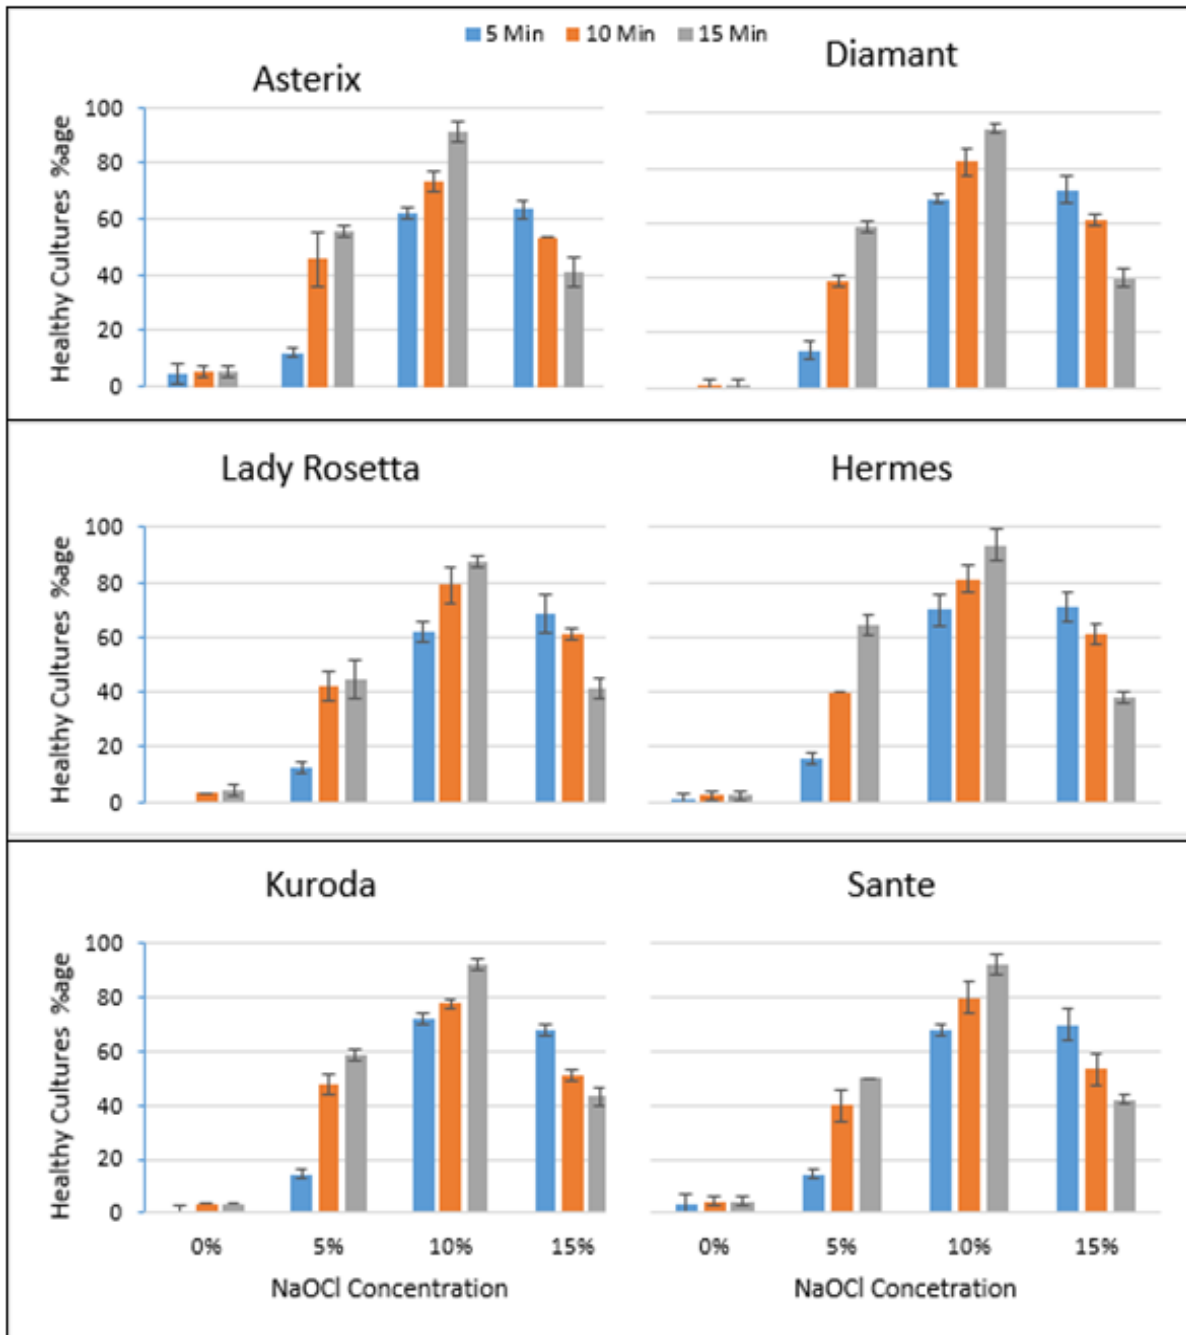 5 Min 10 Min 15 Min
Asterix
Diamant
Healthy Cultures %age
100
80
60
40
20
0
Lady Rosetta
Hermes
Healthy Cultures %age
100
80
60
40
20
0
Kuroda
Sante
Healthy Cultures %age
100
80
60
40
20
0
0% 5% 10% 15%
0% 5% 10% 15%
NaOCl Concentration
NaOCl Concetration